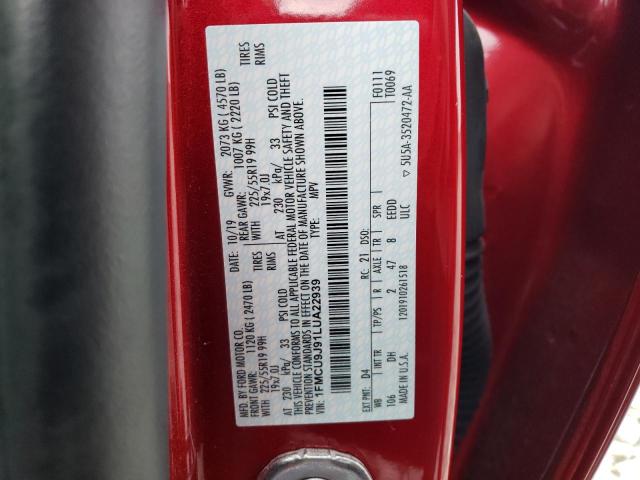 MFD. BY FORD MOTOR CO.
DATE: 10/19 GVWR: 2073 KG ( 4570 LB)
FRONT GAWR: 1120 KG ( 2470 LB) REAR GAWR: 1007 KG ( 2220 LB)
225/55R19 99H TIRES WITH 225/55R19 99H TIRES
19x7.0J RIMS 19x7.0J RIMS
AT 230 kPa/ 33 PSI COLD AT 230 kPa/ 33 PSI COLD
THIS VEHICLE CONFORMS TO ALL APPLICABLE FEDERAL MOTOR VEHICLE SAFETY AND THEFT
PREVENTION STANDARDS IN EFFECT ON THE DATE OF MANUFACTURE SHOWN ABOVE.
VIN: 1FMCU9J91LUA22939
TYPE: MPV
F0111
T0069
EXT PNT: D4 RC: 21 DSO:
WB INT TR TP/PS R AXLE TR SPR
106 DH 2 47 8 EEDD
MADE IN U.S.A. 1201910261518 ULC ▽ 5U5A-3520472-AA